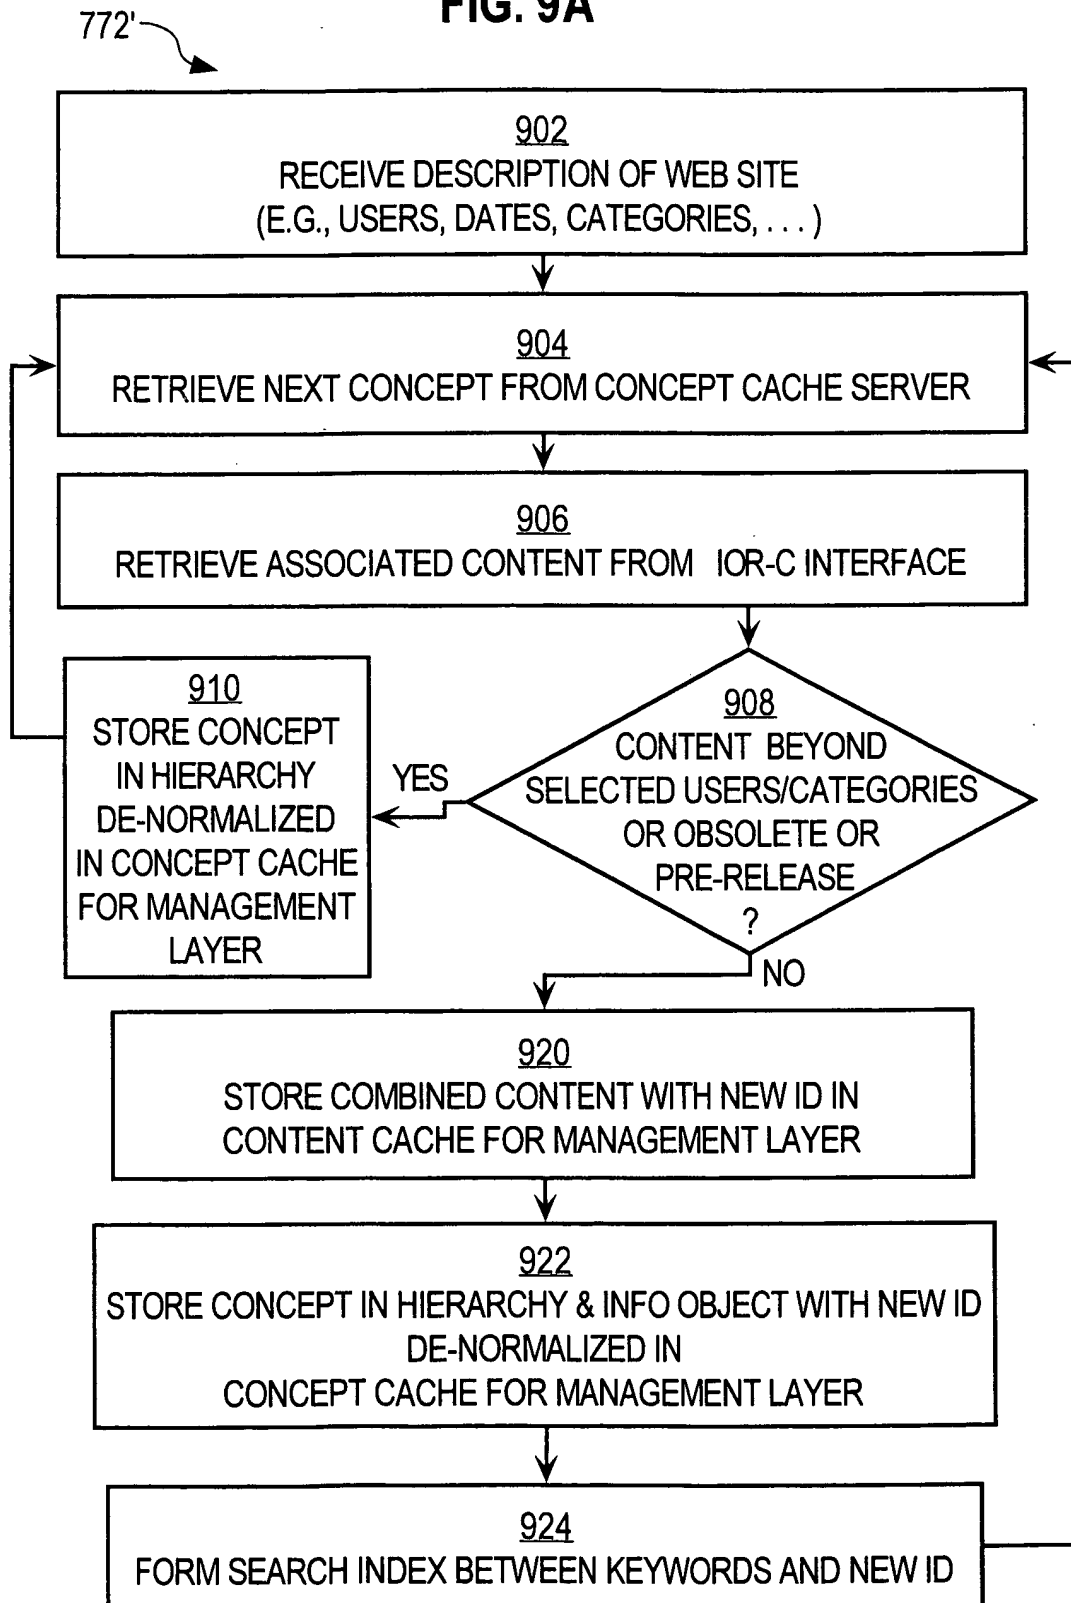 FIG. 9A
772'
902
RECEIVE DESCRIPTION OF WEB SITE
(E.G., USERS, DATES, CATEGORIES, . . . )
904
RETRIEVE NEXT CONCEPT FROM CONCEPT CACHE SERVER
906
RETRIEVE ASSOCIATED CONTENT FROM IOR-C INTERFACE
908
CONTENT BEYOND
SELECTED USERS/CATEGORIES
OR OBSOLETE OR
PRE-RELEASE
?
YES
910
STORE CONCEPT
IN HIERARCHY
DE-NORMALIZED
IN CONCEPT CACHE
FOR MANAGEMENT
LAYER
NO
920
STORE COMBINED CONTENT WITH NEW ID IN
CONTENT CACHE FOR MANAGEMENT LAYER
922
STORE CONCEPT IN HIERARCHY & INFO OBJECT WITH NEW ID
DE-NORMALIZED IN
CONCEPT CACHE FOR MANAGEMENT LAYER
924
FORM SEARCH INDEX BETWEEN KEYWORDS AND NEW ID